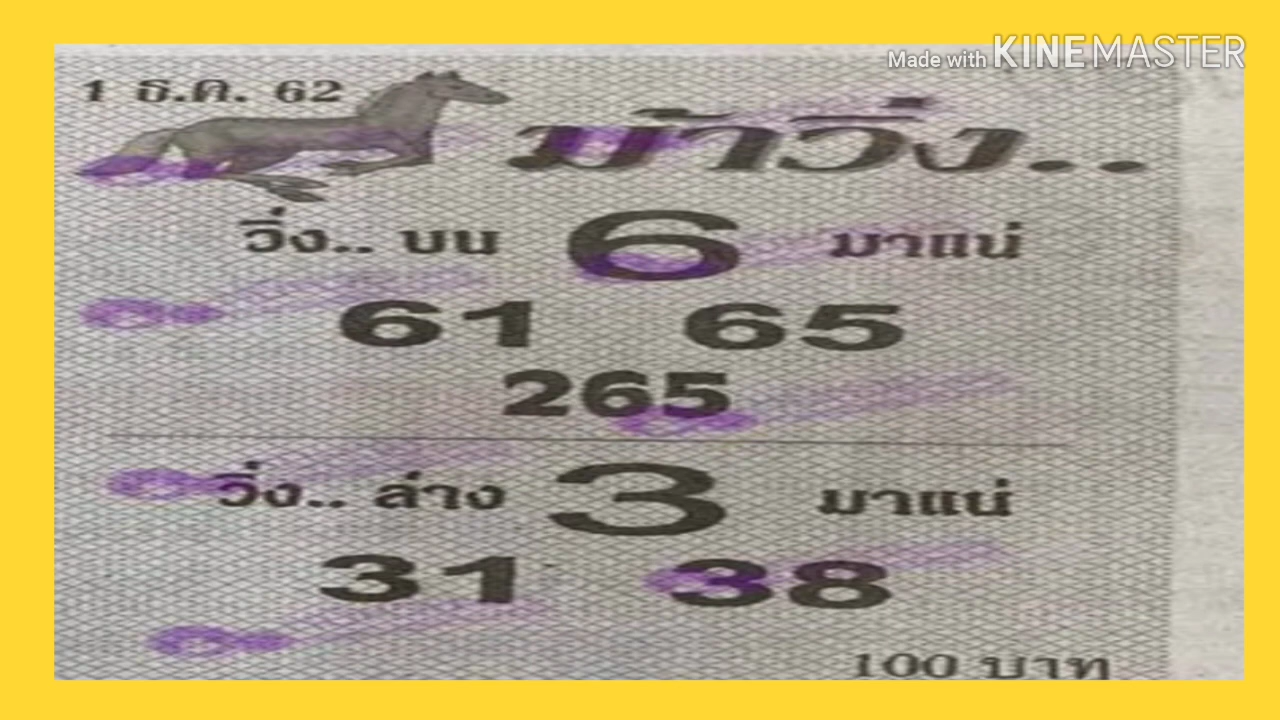 Made with KINEMASTER
1 ธ.ค. 62
ม้าวิ่ง..
วิ่ง.. บน 6 มาแน่
61 65
265
วิ่ง.. ล่าง 3 มาแน่
31 38
100 บาท